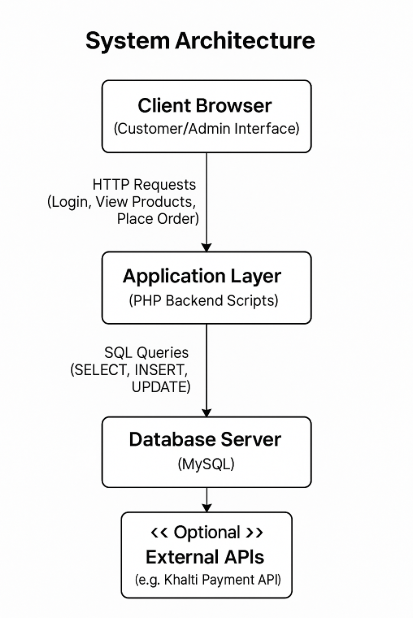 System Architecture
Client Browser
(Customer/Admin Interface)
HTTP Requests
(Login, View Products,
Place Order)
Application Layer
(PHP Backend Scripts)
SQL Queries
(SELECT, INSERT,
UPDATE)
Database Server
(MySQL)
‹‹ Optional ››
External APIs
(e.g. Khalti Payment API)